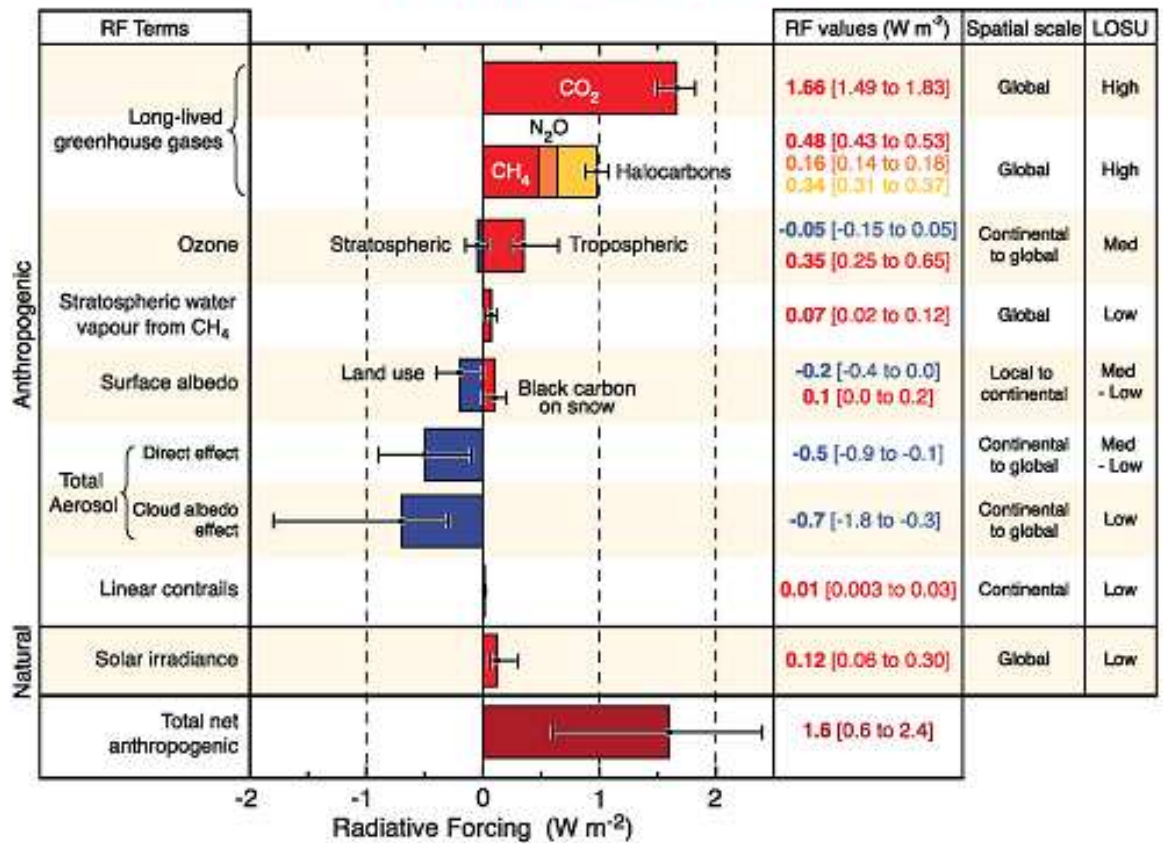 RF Terms
RF values (W m⁻²)
Spatial scale
LOSU
Anthropogenic
Long-lived
greenhouse gases
CO₂
1.66 [1.49 to 1.83]
Global
High
N₂O
CH₄
Halocarbons
0.48 [0.43 to 0.53]
0.16 [0.14 to 0.18]
0.34 [0.31 to 0.37]
Global
High
Ozone
Stratospheric
Tropospheric
-0.05 [-0.15 to 0.05]
0.35 [0.25 to 0.65]
Continental
to global
Med
Stratospheric water
vapour from CH₄
0.07 [0.02 to 0.12]
Global
Low
Surface albedo
Land use
Black carbon
on snow
-0.2 [-0.4 to 0.0]
0.1 [0.0 to 0.2]
Local to
continental
Med
- Low
Total
Aerosol
Direct effect
-0.5 [-0.9 to -0.1]
Continental
to global
Med
- Low
Cloud albedo
effect
-0.7 [-1.8 to -0.3]
Continental
to global
Low
Linear contrails
0.01 [0.003 to 0.03]
Continental
Low
Natural
Solar irradiance
0.12 [0.06 to 0.30]
Global
Low
Total net
anthropogenic
1.6 [0.6 to 2.4]
-2 -1 0 1 2
Radiative Forcing (W m⁻²)